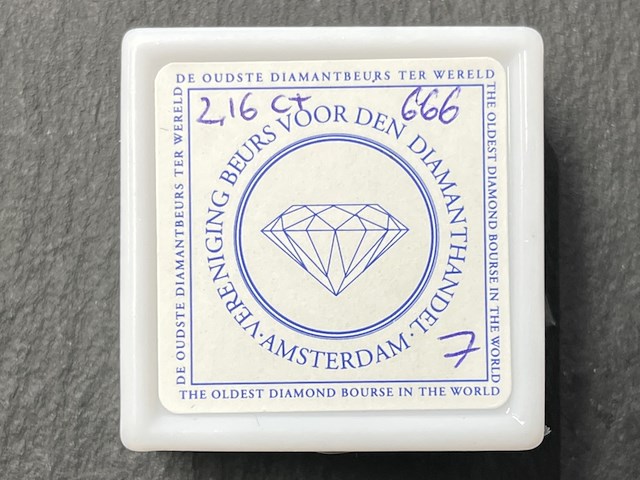 DE OUDSTE DIAMANTBEURS TER WERELD
2,16 ct 666
VERENIGING BEURS VOOR DEN DIAMANTHANDEL
· AMSTERDAM ·
7
DE OUDSTE DIAMANTBEURS TER WERELD
THE OLDEST DIAMOND BOURSE IN THE WORLD
THE OLDEST DIAMOND BOURSE IN THE WORLD